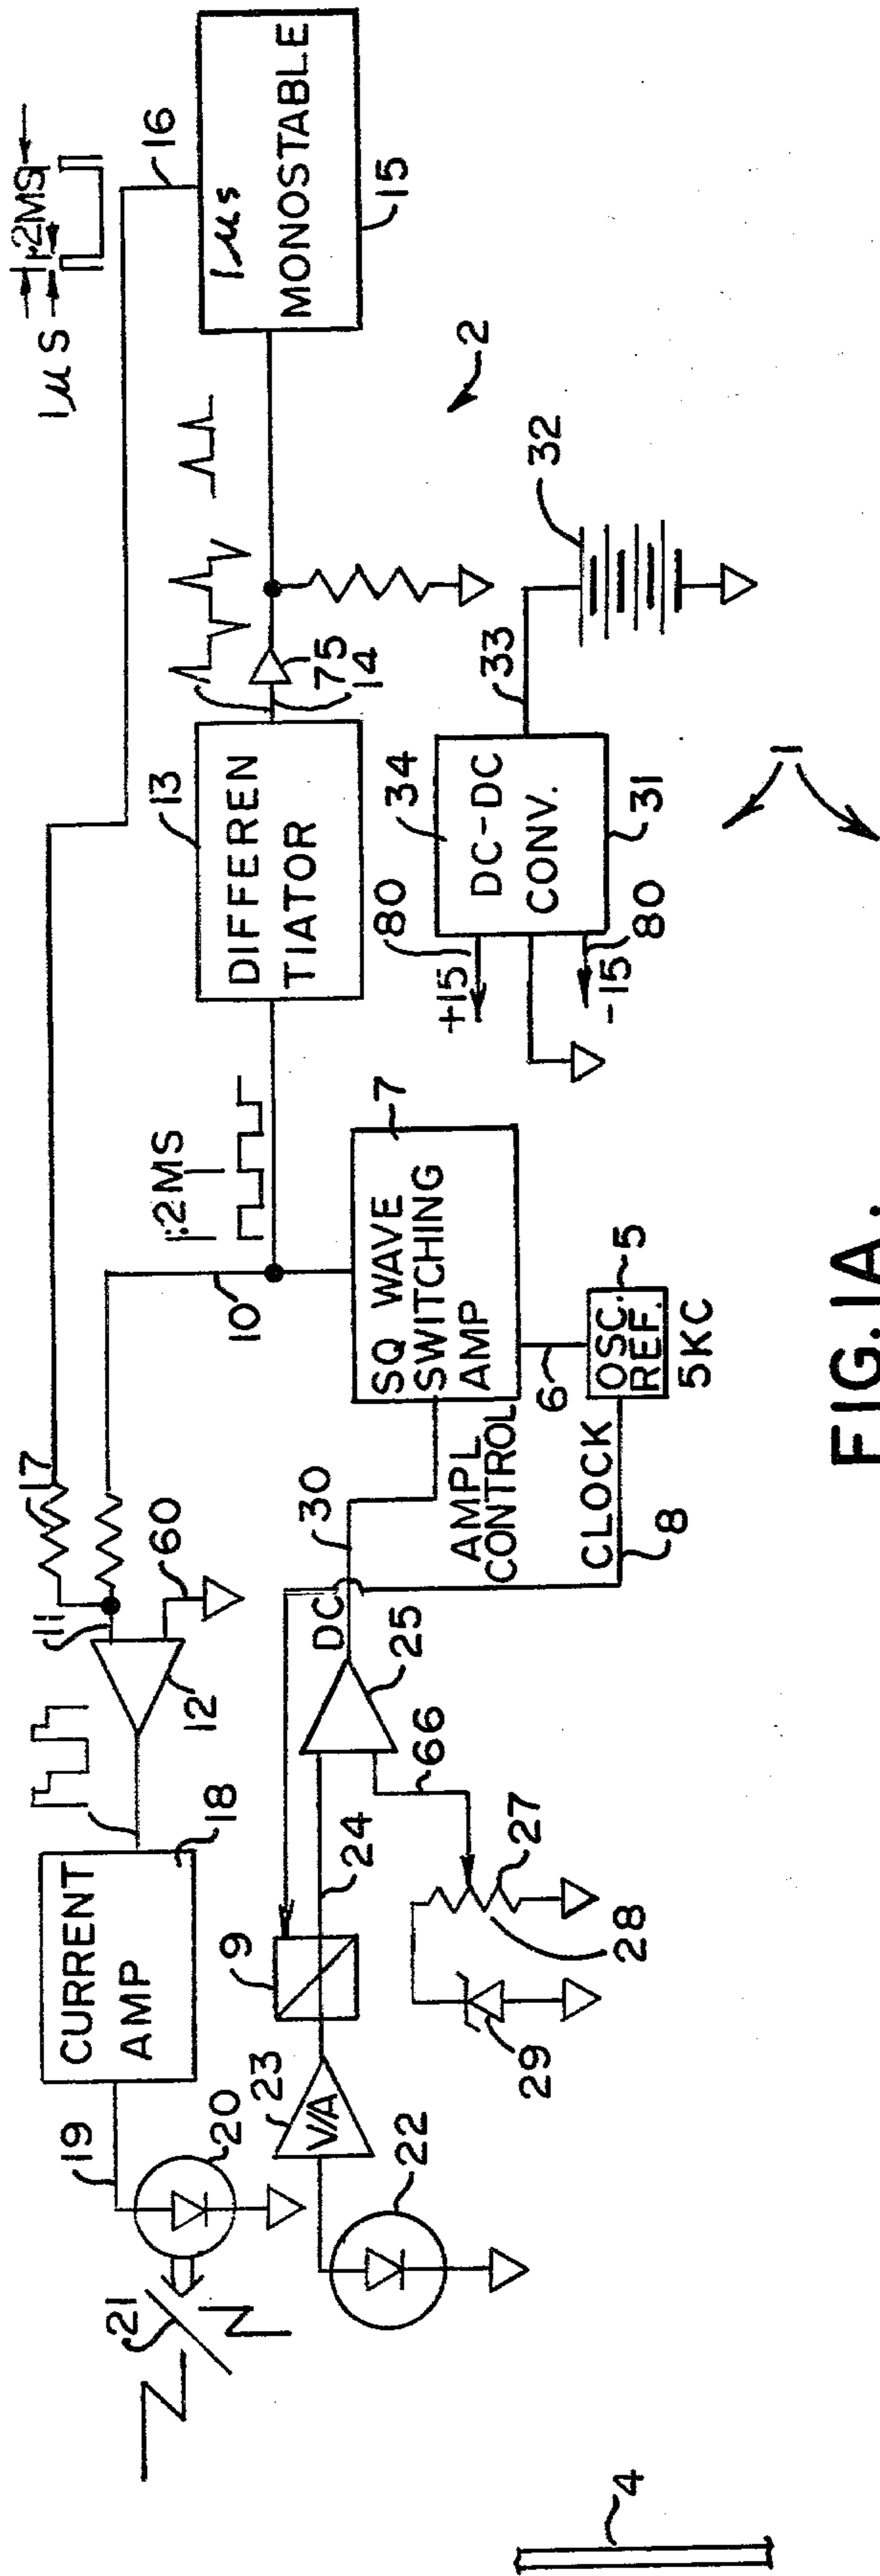 1μS
.2MS
16
1μs
MONOSTABLE
15
2
75
14
13
DIFFEREN
TIATOR
32
33
34
DC-DC
CONV.
31
80
+15
80
-15
1
.2MS
10
7
SQ WAVE
SWITCHING
AMP
AMPL
CONTROL
6
5
OSC.
REF.
5KC
CLOCK
8
17
11
60
12
30
DC
25
66
24
27
28
29
9
18
CURRENT
AMP
19
20
23
V/A
22
21
4
FIG.1A.